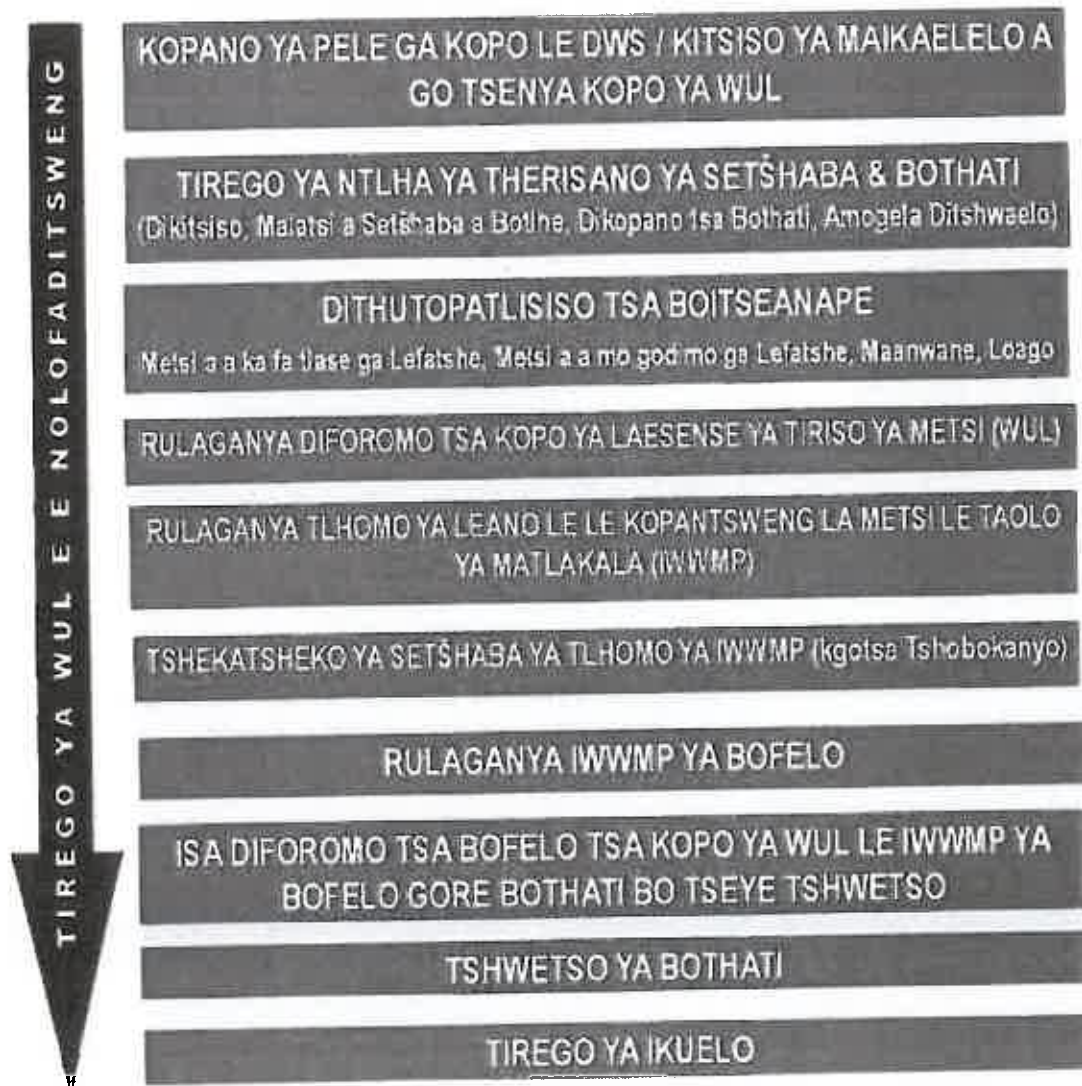 TIREGO YA WUL E E NOLOFADITSWENG
KOPANO YA PELE GA KOPO LE DWS / KITSISO YA MAIKAELELO A
GO TSENYA KOPO YA WUL
TIREGO YA NTLHA YA THERISANO YA SETŠHABA & BOTHATI
(Dikitsiso, Malatsi a Setšhaba a Botlhe, Dikopano tsa Bothati, Amogela Ditshwaelo)
DITHUTOPATLISISO TSA BOITSEANAPE
Metsi a a ka fa tlase ga Lefatshe, Metsi a a mo godimo ga Lefatshe, Maanwane, Loago
RULAGANYA DIFOROMO TSA KOPO YA LAESENSE YA TIRISO YA METSI (WUL)
RULAGANYA TLHOMO YA LEANO LE LE KOPANTSWENG LA METSI LE TAOLO
YA MATLAKALA (IWWMP)
TSHEKATSHEKO YA SETŠHABA YA TLHOMO YA IWWMP (kgotsa Tshobokanyo)
RULAGANYA IWWMP YA BOFELO
ISA DIFOROMO TSA BOFELO TSA KOPO YA WUL LE IWWMP YA
BOFELO GORE BOTHATI BO TSEYE TSHWETSO
TSHWETSO YA BOTHATI
TIREGO YA IKUELO